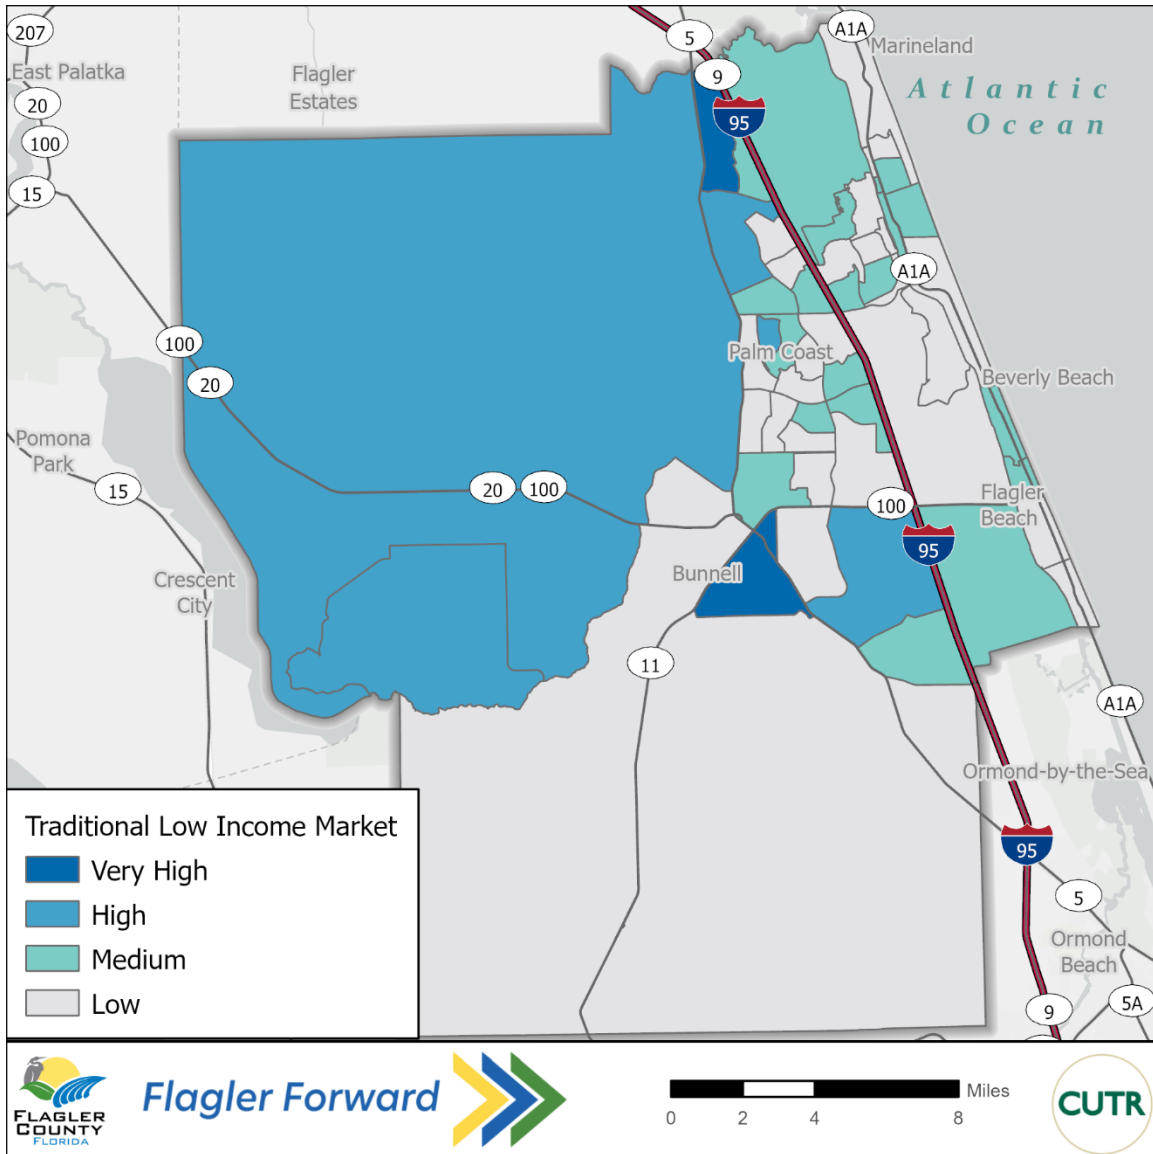 207
East Palatka
20
100
15
Flagler
Estates
5
9
95
A1A
Marineland
Atlantic
Ocean
A1A
100
20
Palm Coast
Beverly Beach
Pomona
Park
15
20
100
100
Flagler
Beach
95
Bunnell
Crescent
City
11
A1A
Ormond-by-the-Sea
95
5
Ormond
Beach
9
5A
Traditional Low Income Market
Very High
High
Medium
Low
FLAGLER
COUNTY
FLORIDA
Flagler Forward
Miles
0 2 4 8
CUTR